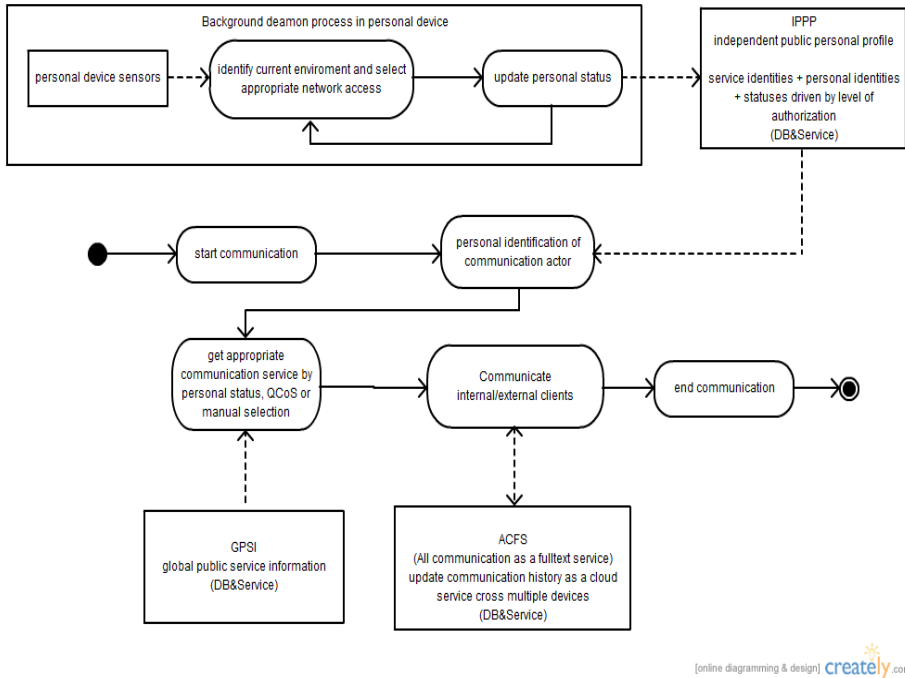 Background deamon process in personal device
personal device sensors
identify current enviroment and select
appropriate network access
update personal status
IPPP
independent public personal profile
service identities + personal identities
+ statuses driven by level of
authorization
(DB&Service)
start communication
personal identification of
communication actor
get appropriate
communication service by
personal status, QCoS or
manual selection
Communicate
internal/external clients
end communication
GPSI
global public service information
(DB&Service)
ACFS
(All communication as a fulltext service)
update communication history as a cloud
service cross multiple devices
(DB&Service)
[online diagramming & design] creately.com